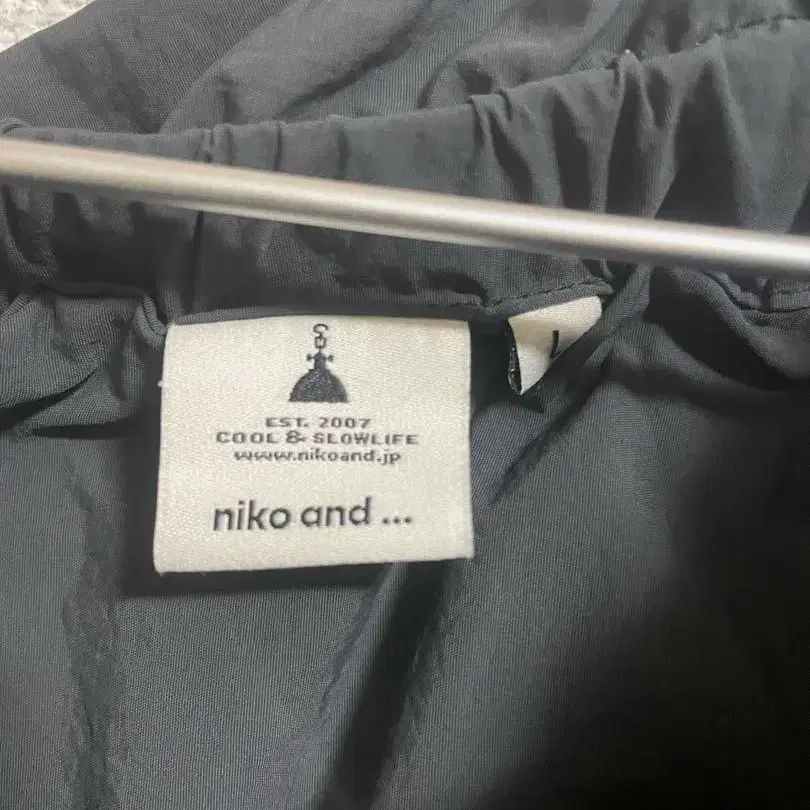 EST. 2007
COOL & SLOWLIFE
www.nikoand.jp
niko and ...